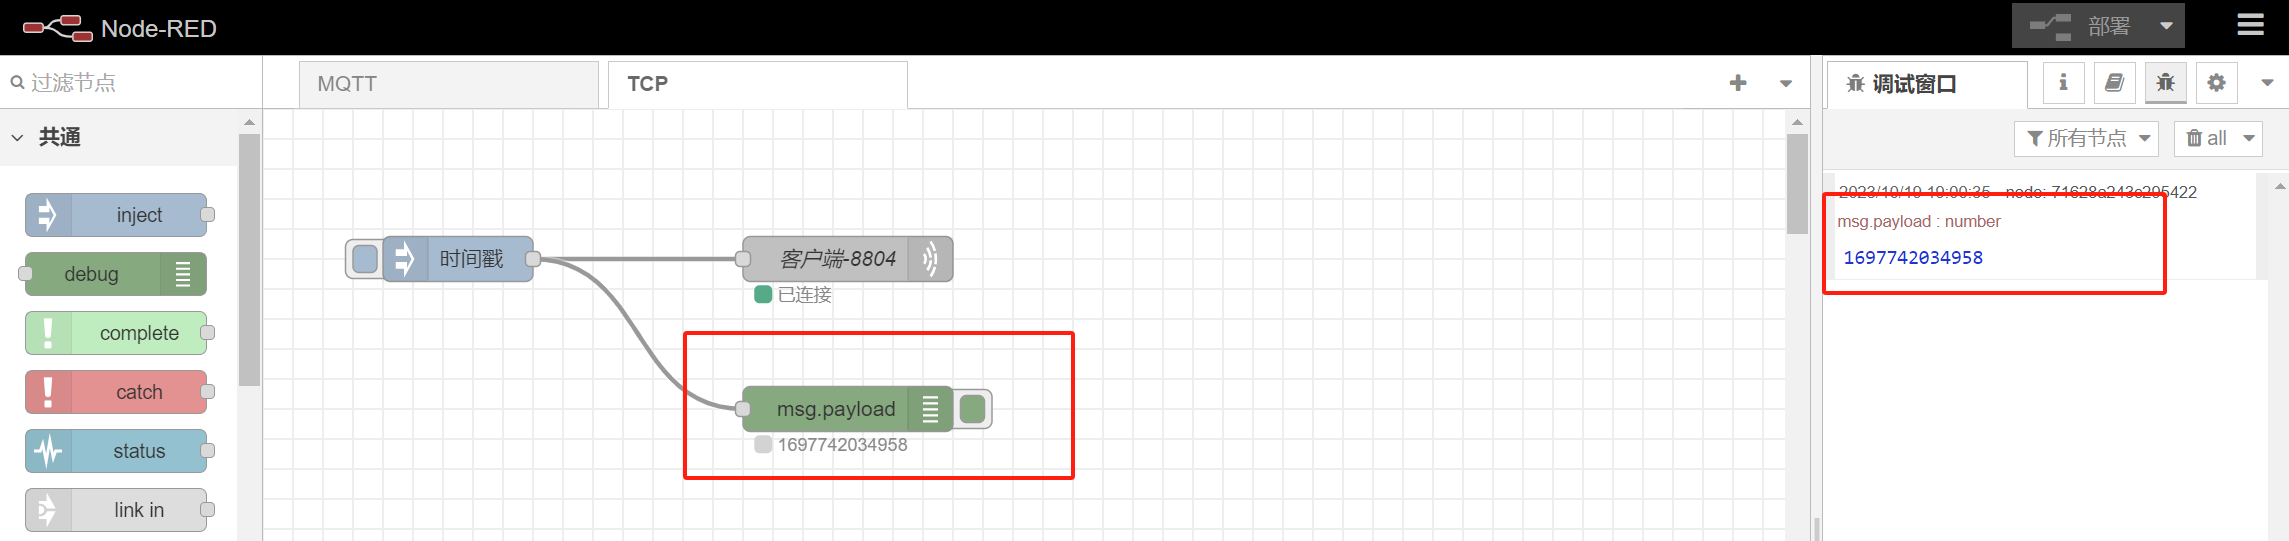 Node-RED
部署
过滤节点
MQTT
TCP
调试窗口
共通
所有节点
all
inject
debug
complete
catch
status
link in
时间戳
客户端-8804
已连接
msg.payload
1697742034958
2023/10/19 19:00:35 node: 71628a243c295422
msg.payload : number
1697742034958